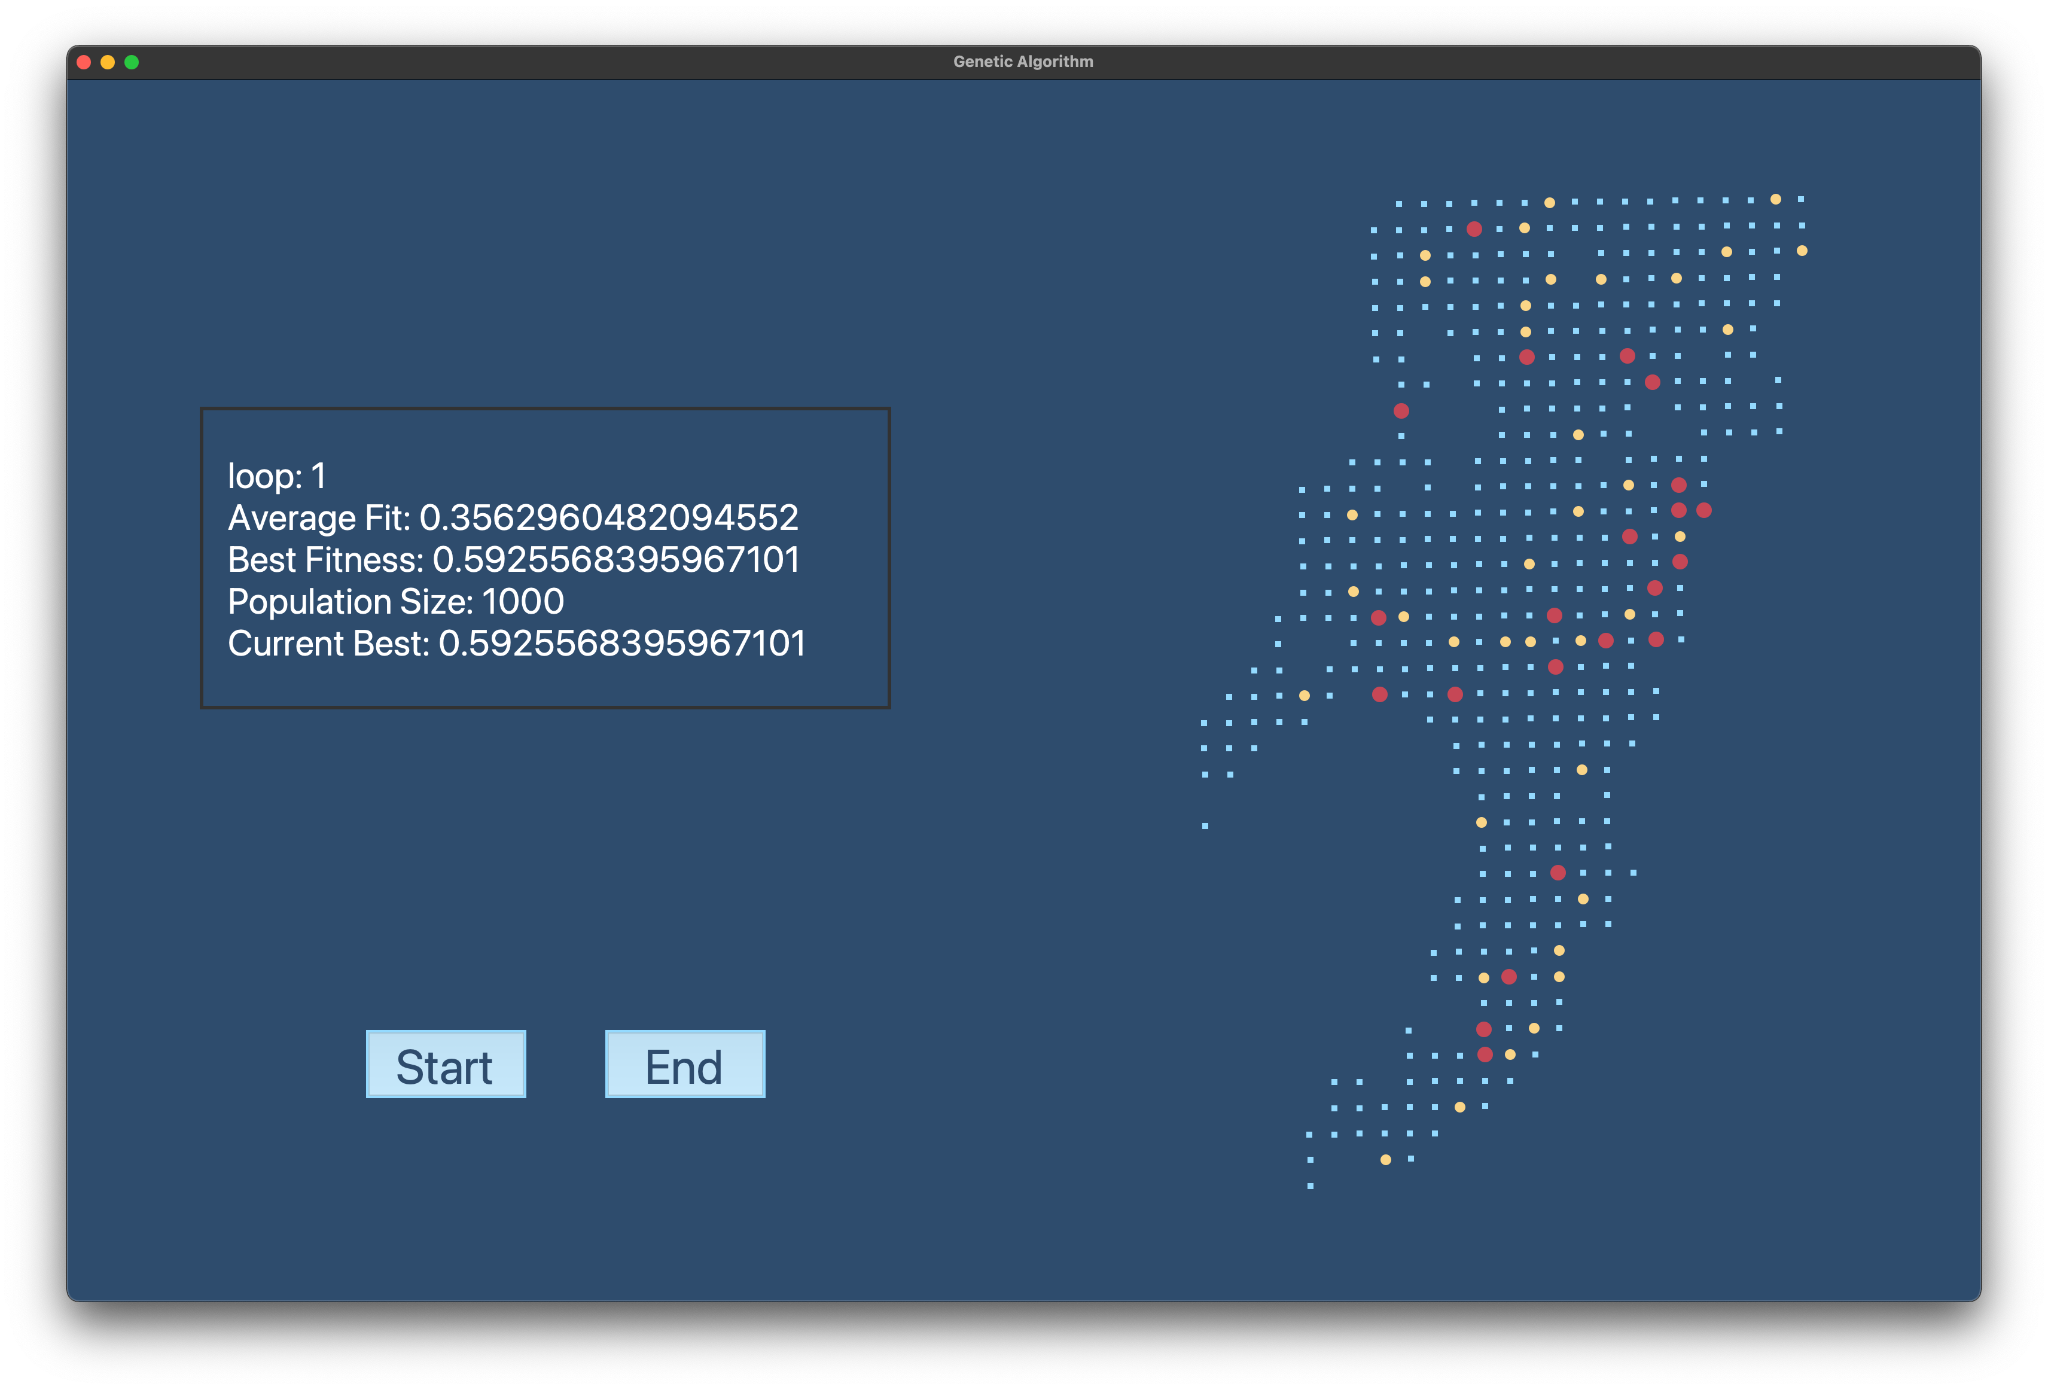 Genetic Algorithm
loop: 1
Average Fit: 0.3562960482094552
Best Fitness: 0.5925568395967101
Population Size: 1000
Current Best: 0.5925568395967101
Start
End